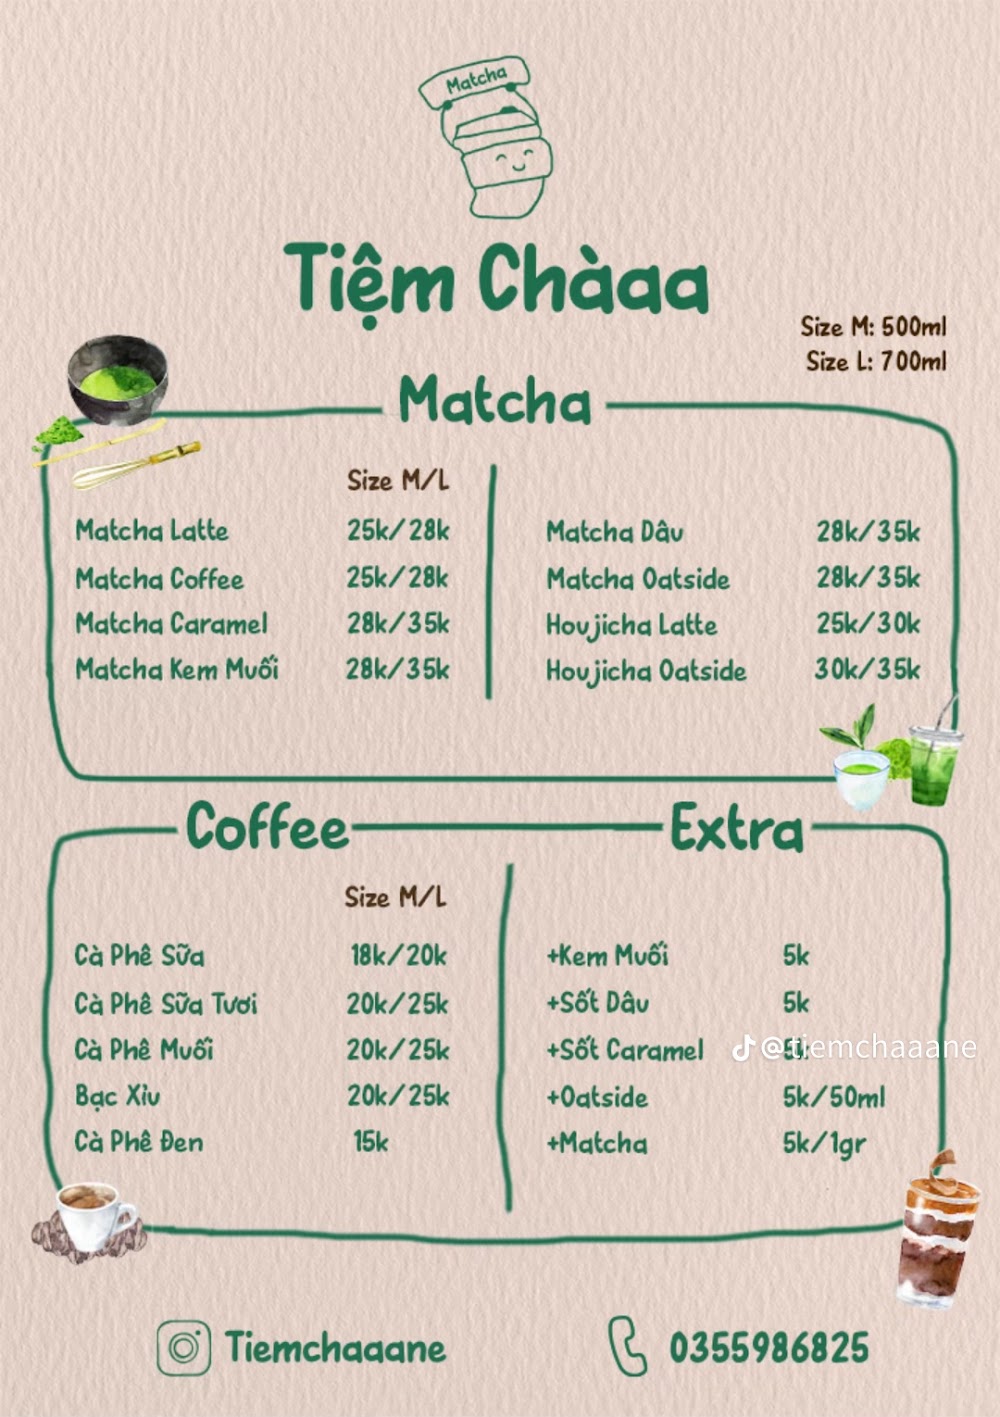 Matcha
Tiệm Chàaa
Size M: 500ml
Size L: 700ml
Matcha
Size M/L
Matcha Latte 25k/28k
Matcha Coffee 25k/28k
Matcha Caramel 28k/35k
Matcha Kem Muối 28k/35k
Matcha Dâu 28k/35k
Matcha Oatside 28k/35k
Houjicha Latte 25k/30k
Houjicha Oatside 30k/35k
Coffee
Size M/L
Cà Phê Sữa 18k/20k
Cà Phê Sữa Tươi 20k/25k
Cà Phê Muối 20k/25k
Bạc Xỉu 20k/25k
Cà Phê Đen 15k
Extra
+Kem Muối 5k
+Sốt Dâu 5k
+Sốt Caramel 5k
@tiemchaaane
+Oatside 5k/50ml
+Matcha 5k/1gr
Tiemchaaane
0355986825